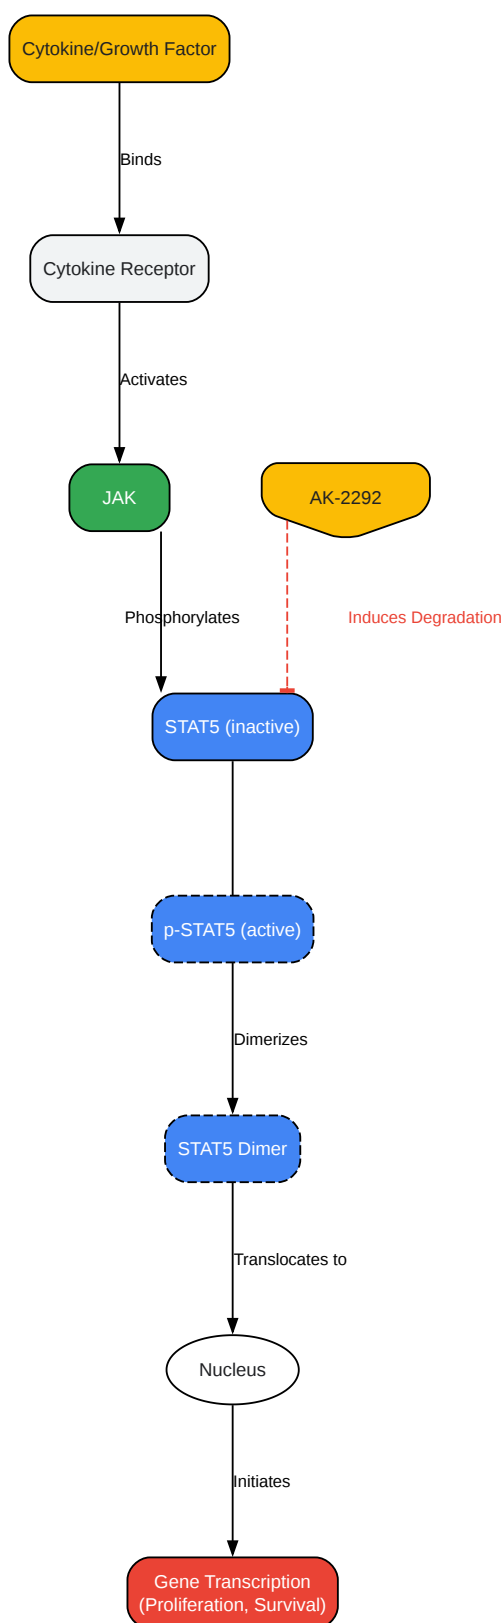 Cytokine/Growth Factor
Binds
Cytokine Receptor
Activates
JAK
AK-2292
Phosphorylates
Induces Degradation
STAT5 (inactive)
p-STAT5 (active)
Dimerizes
STAT5 Dimer
Translocates to
Nucleus
Initiates
Gene Transcription
(Proliferation, Survival)